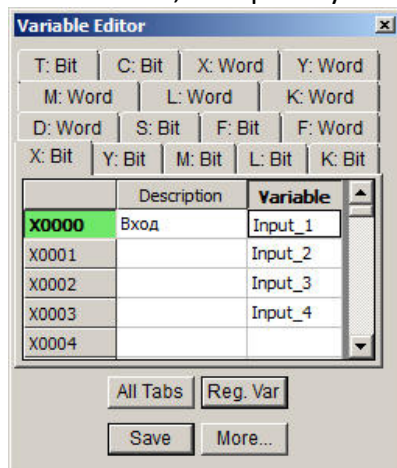 Variable Editor
T: Bit C: Bit X: Word Y: Word
M: Word L: Word K: Word
D: Word S: Bit F: Bit F: Word
X: Bit Y: Bit M: Bit L: Bit K: Bit
Description Variable
X0000 Вход Input_1
X0001 Input_2
X0002 Input_3
X0003 Input_4
X0004
All Tabs Reg. Var
Save More...